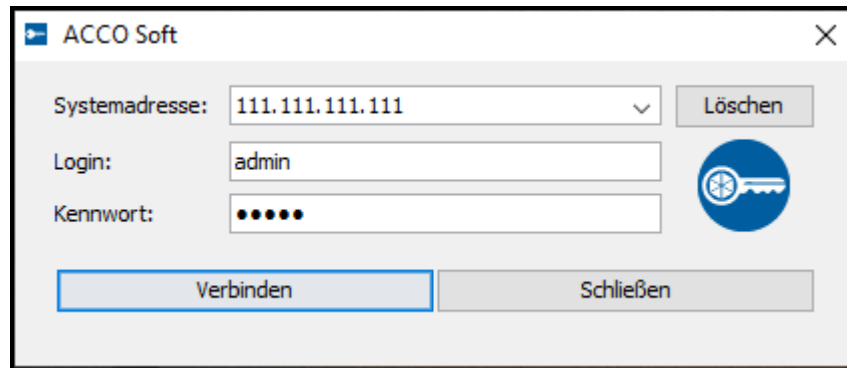 ACCO Soft
Systemadresse: 111.111.111.111 Löschen
Login: admin
Kennwort: •••••
Verbinden Schließen